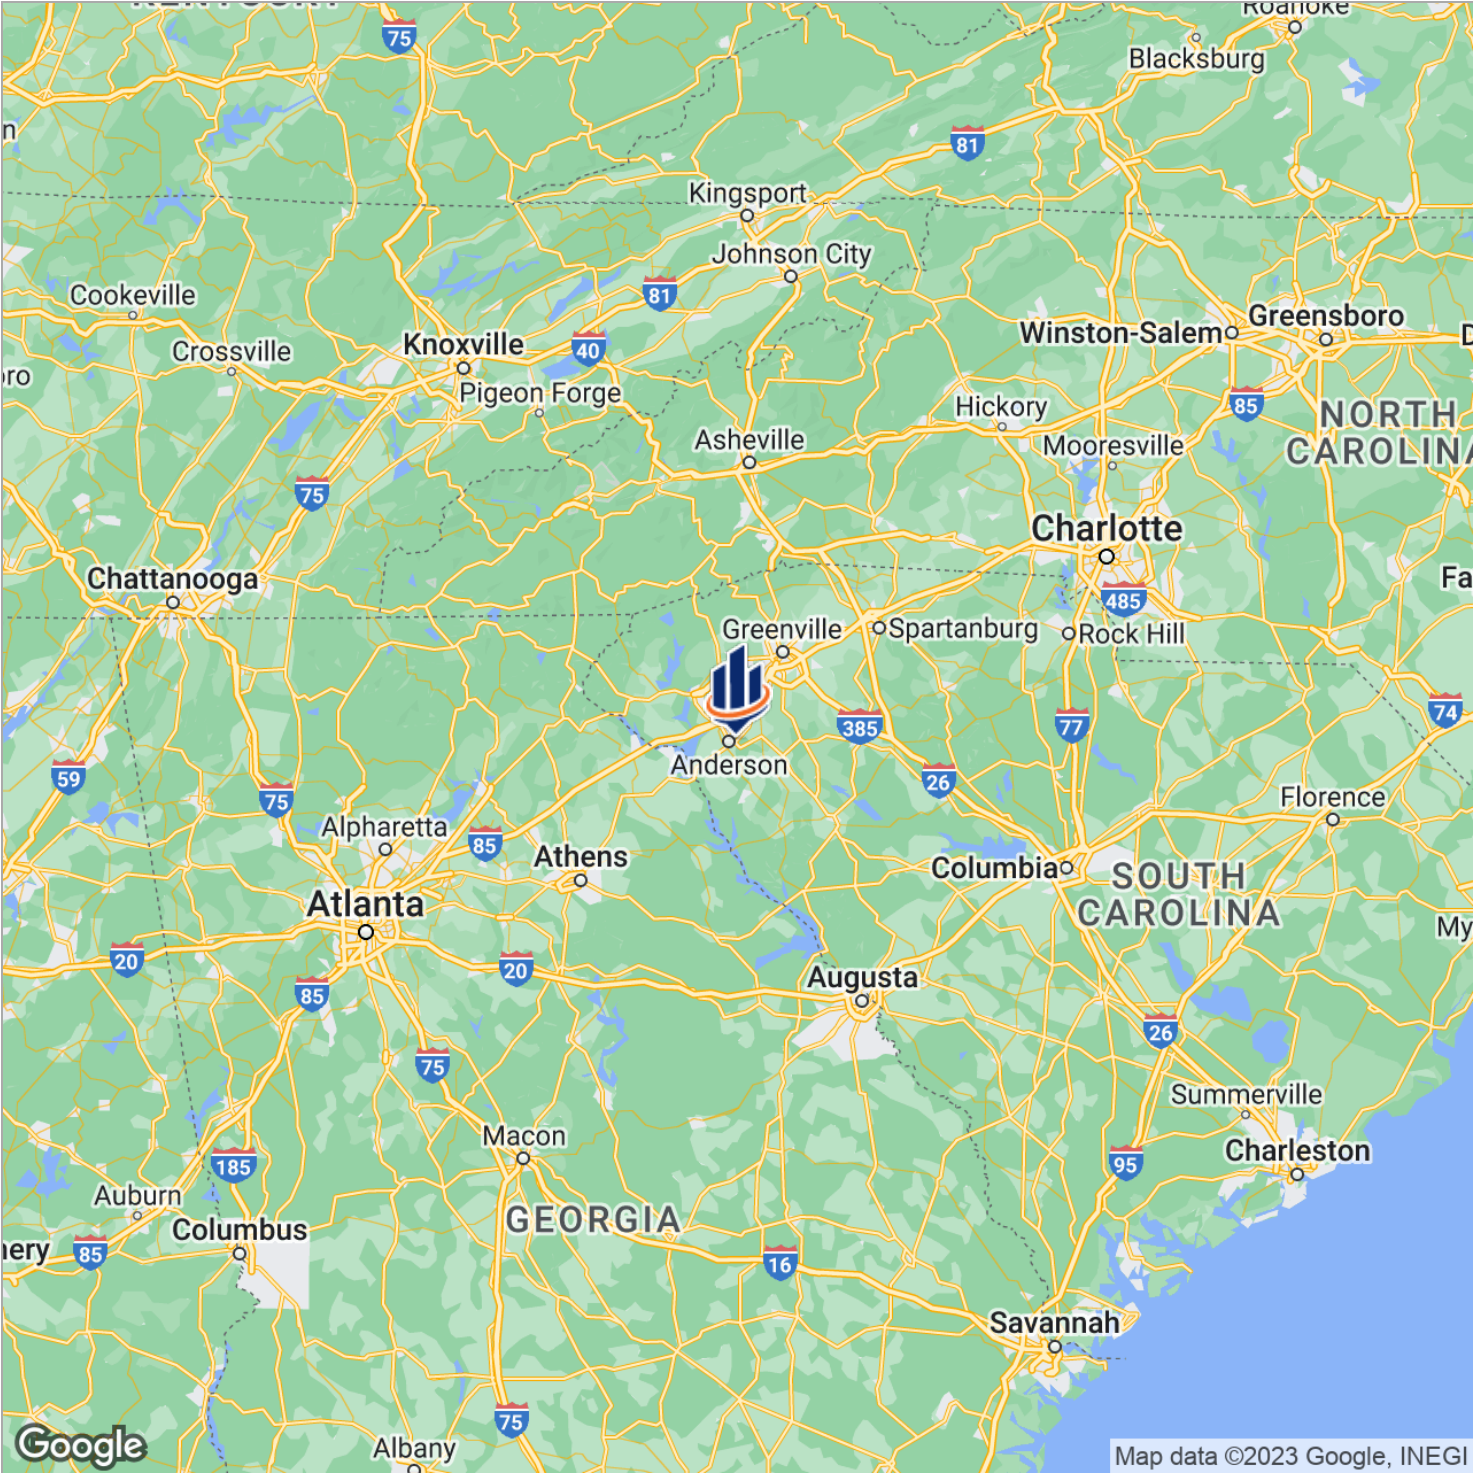 KENTUCKY
75
Roanoke
Blacksburg
81
Kingsport
Johnson City
81
Cookeville
Crossville
Knoxville
40
Pigeon Forge
Winston-Salem
Greensboro
85
NORTH
CAROLINA
Hickory
Mooresville
Asheville
75
Charlotte
485
Chattanooga
Greenville
Spartanburg
Rock Hill
74
385
77
59
75
Anderson
26
Florence
Alpharetta
85
Athens
Columbia
SOUTH
CAROLINA
Atlanta
My
20
20
Augusta
85
26
75
Summerville
Macon
Charleston
185
95
Auburn
GEORGIA
Columbus
ery
85
16
Savannah
75
Albany
Google
Map data ©2023 Google, INEGI